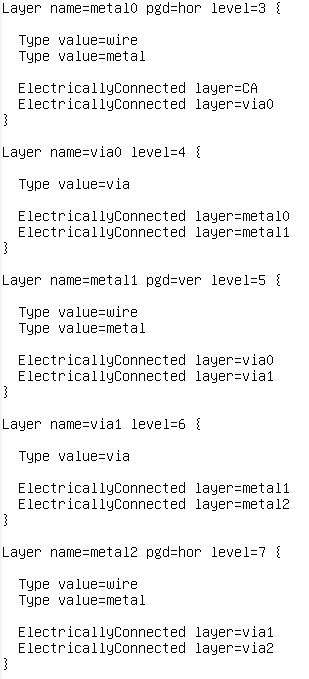 Layer name=metal0 pgd=hor level=3 {
Type value=wire
Type value=metal
ElectricallyConnected layer=CA
ElectricallyConnected layer=via0
}
Layer name=via0 level=4 {
Type value=via
ElectricallyConnected layer=metal0
ElectricallyConnected layer=metal1
}
Layer name=metal1 pgd=ver level=5 {
Type value=wire
Type value=metal
ElectricallyConnected layer=via0
ElectricallyConnected layer=via1
}
Layer name=via1 level=6 {
Type value=via
ElectricallyConnected layer=metal1
ElectricallyConnected layer=metal2
}
Layer name=metal2 pgd=hor level=7 {
Type value=wire
Type value=metal
ElectricallyConnected layer=via1
ElectricallyConnected layer=via2
}